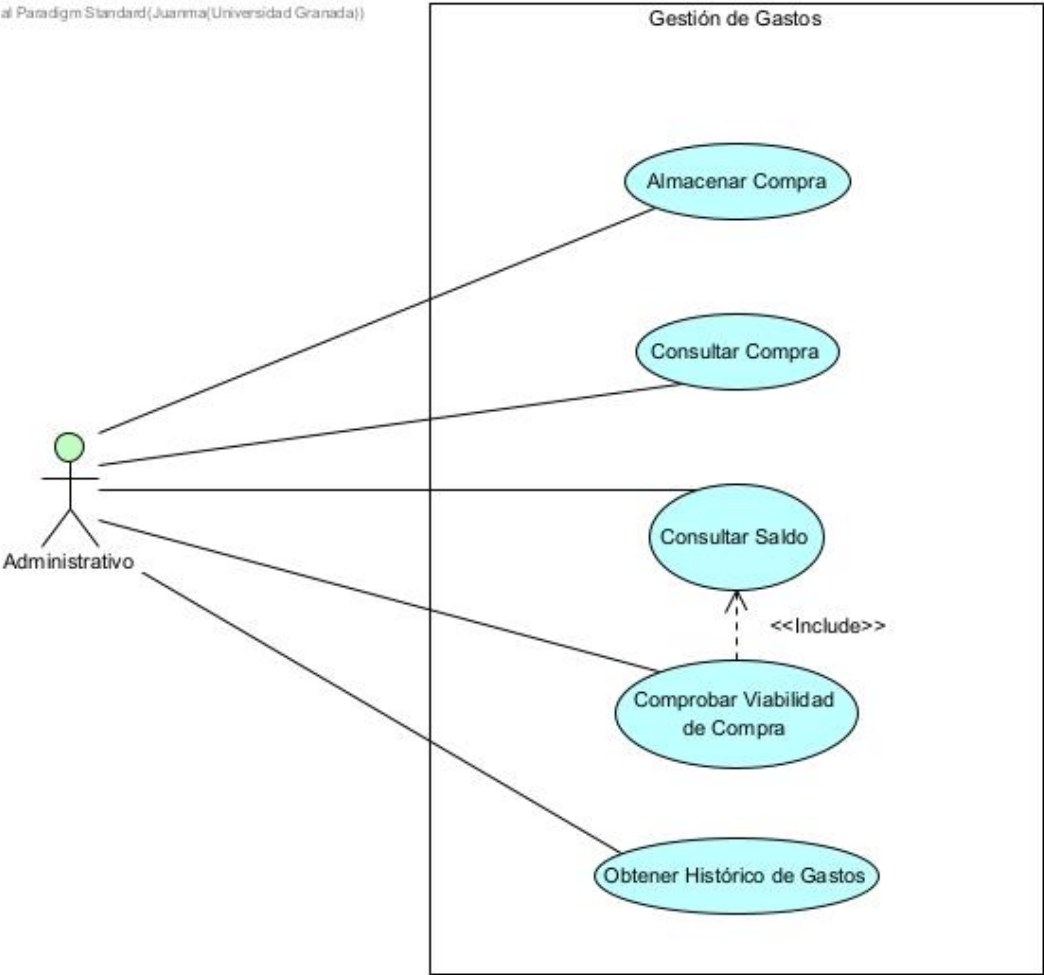 al Paradigm Standard(Juanma(Universidad Granada))
Gestión de Gastos
Almacenar Compra
Consultar Compra
Consultar Saldo
Administrativo
<<Include>>
Comprobar Viabilidad
de Compra
Obtener Histórico de Gastos